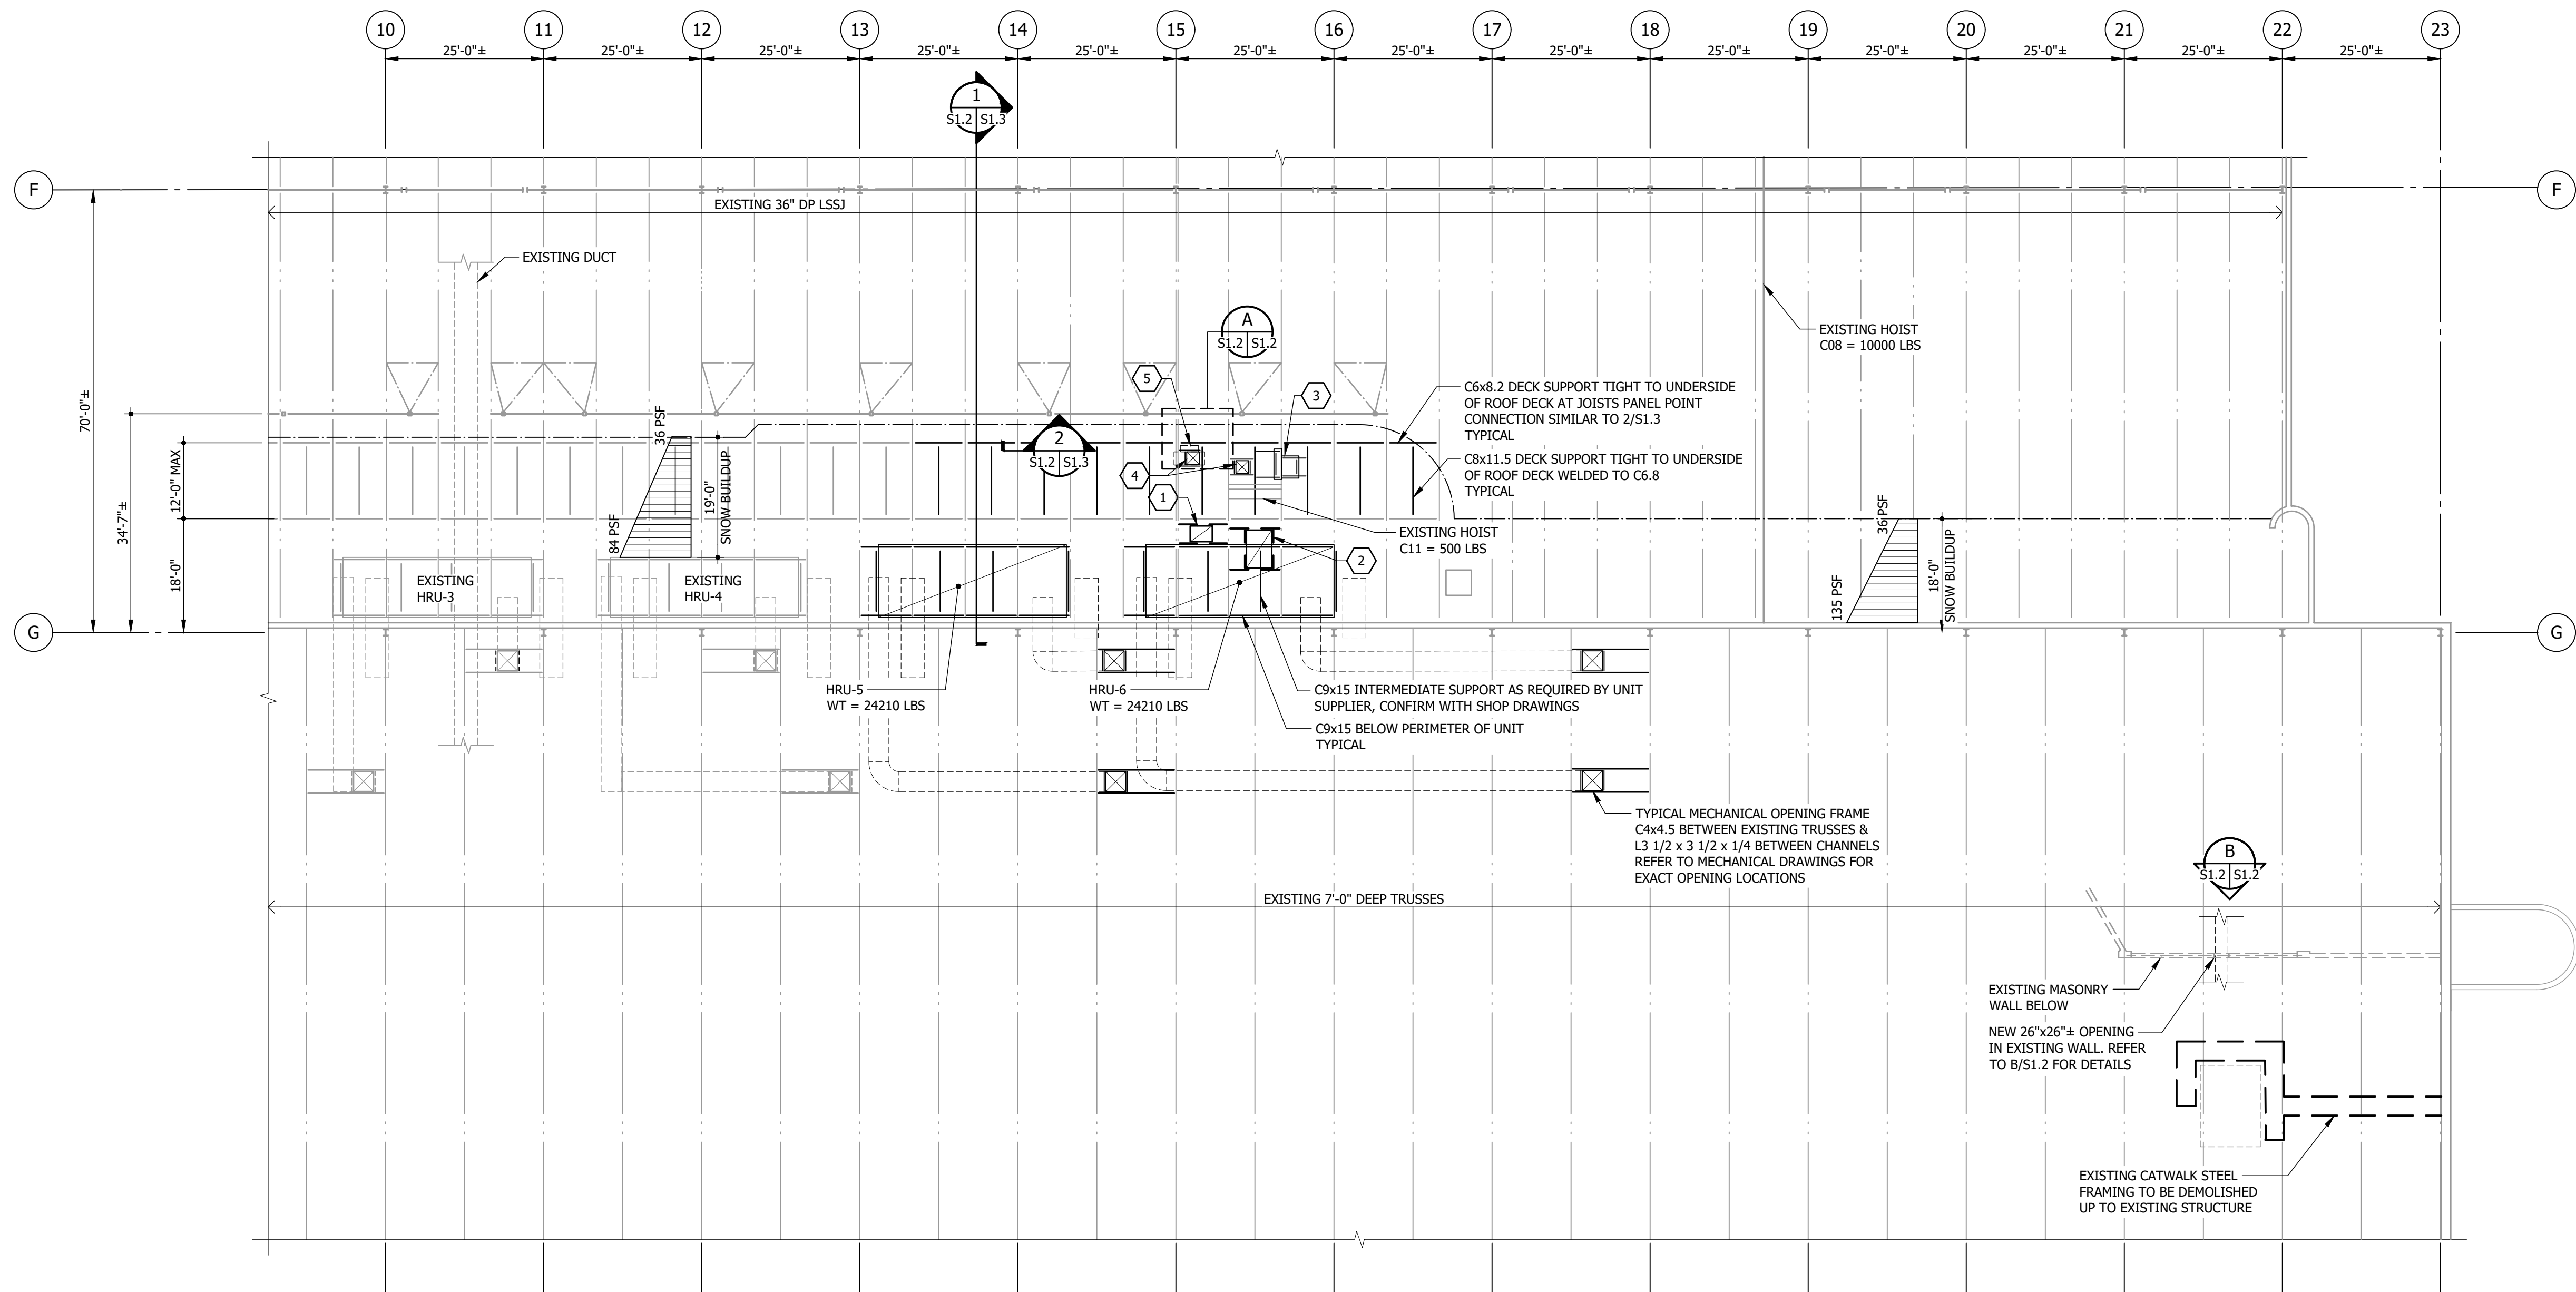 10 11 12 13 14 15 16 17 18 19 20 21 22 23
25'-0"± 25'-0"± 25'-0"± 25'-0"± 25'-0"± 25'-0"± 25'-0"± 25'-0"± 25'-0"± 25'-0"± 25'-0"± 25'-0"± 25'-0"±
1
S1.2 S1.3
F
F
EXISTING 36" DP LSSJ
EXISTING DUCT
A
S1.2 S1.2
EXISTING HOIST
C08 = 10000 LBS
70'-0"±
34'-7"±
12'-0" MAX
18'-0"
5
3
4
1
2
C6x8.2 DECK SUPPORT TIGHT TO UNDERSIDE
OF ROOF DECK AT JOISTS PANEL POINT
CONNECTION SIMILAR TO 2/S1.3
TYPICAL
C8x11.5 DECK SUPPORT TIGHT TO UNDERSIDE
OF ROOF DECK WELDED TO C6.8
TYPICAL
2
S1.2 S1.3
36 PSF
84 PSF
19'-0"
SNOW BUILDUP
EXISTING HOIST
C11 = 500 LBS
36 PSF
135 PSF
18'-0"
SNOW BUILDUP
EXISTING
HRU-3
EXISTING
HRU-4
G
G
HRU-5
WT = 24210 LBS
HRU-6
WT = 24210 LBS
C9x15 INTERMEDIATE SUPPORT AS REQUIRED BY UNIT
SUPPLIER, CONFIRM WITH SHOP DRAWINGS
C9x15 BELOW PERIMETER OF UNIT
TYPICAL
TYPICAL MECHANICAL OPENING FRAME
C4x4.5 BETWEEN EXISTING TRUSSES &
L3 1/2 x 3 1/2 x 1/4 BETWEEN CHANNELS
REFER TO MECHANICAL DRAWINGS FOR
EXACT OPENING LOCATIONS
B
S1.2 S1.2
EXISTING 7'-0" DEEP TRUSSES
EXISTING MASONRY
WALL BELOW
NEW 26"x26"± OPENING
IN EXISTING WALL. REFER
TO B/S1.2 FOR DETAILS
EXISTING CATWALK STEEL
FRAMING TO BE DEMOLISHED
UP TO EXISTING STRUCTURE